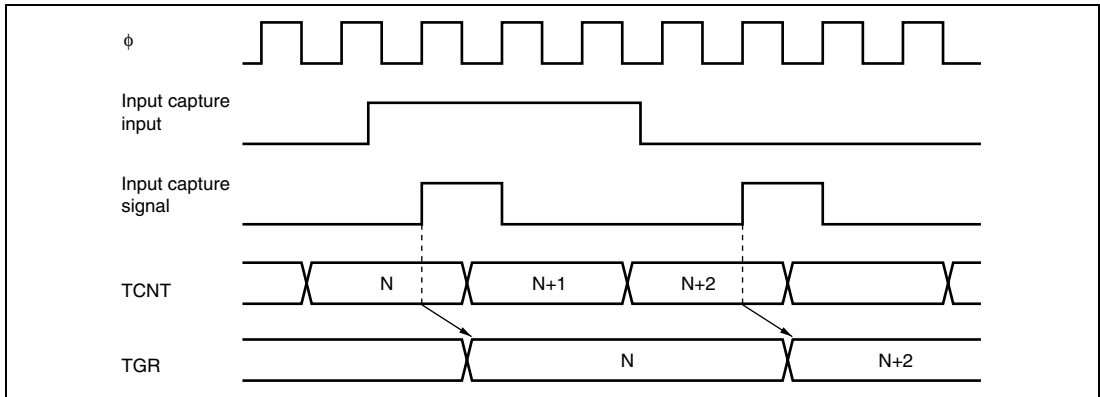 φ
Input capture
input
Input capture
signal
TCNT N N+1 N+2
TGR N N+2